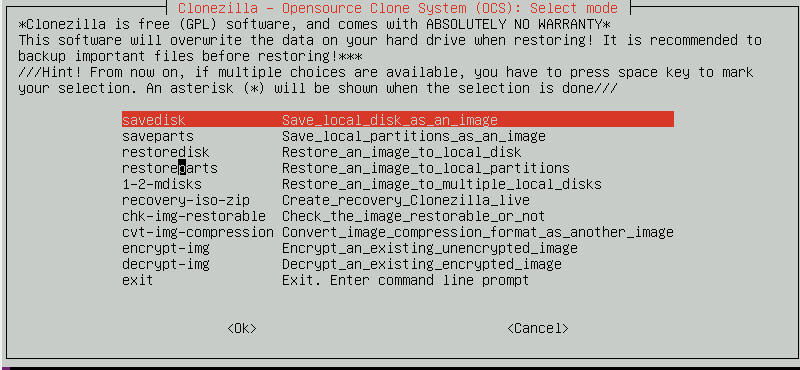 Clonezilla - Opensource Clone System (OCS): Select mode
*Clonezilla is free (GPL) software, and comes with ABSOLUTELY NO WARRANTY*
This software will overwrite the data on your hard drive when restoring! It is recommended to
backup important files before restoring!***
///Hint! From now on, if multiple choices are available, you have to press space key to mark
your selection. An asterisk (*) will be shown when the selection is done///
savedisk Save_local_disk_as_an_image
saveparts Save_local_partitions_as_an_image
restoredisk Restore_an_image_to_local_disk
restoreparts Restore_an_image_to_local_partitions
1-2-mdisks Restore_an_image_to_multiple_local_disks
recovery-iso-zip Create_recovery_Clonezilla_live
chk-img-restorable Check_the_image_restorable_or_not
cvt-img-compression Convert_image_compression_format_as_another_image
encrypt-img Encrypt_an_existing_unencrypted_image
decrypt-img Decrypt_an_existing_encrypted_image
exit Exit. Enter command line prompt
<Ok> <Cancel>